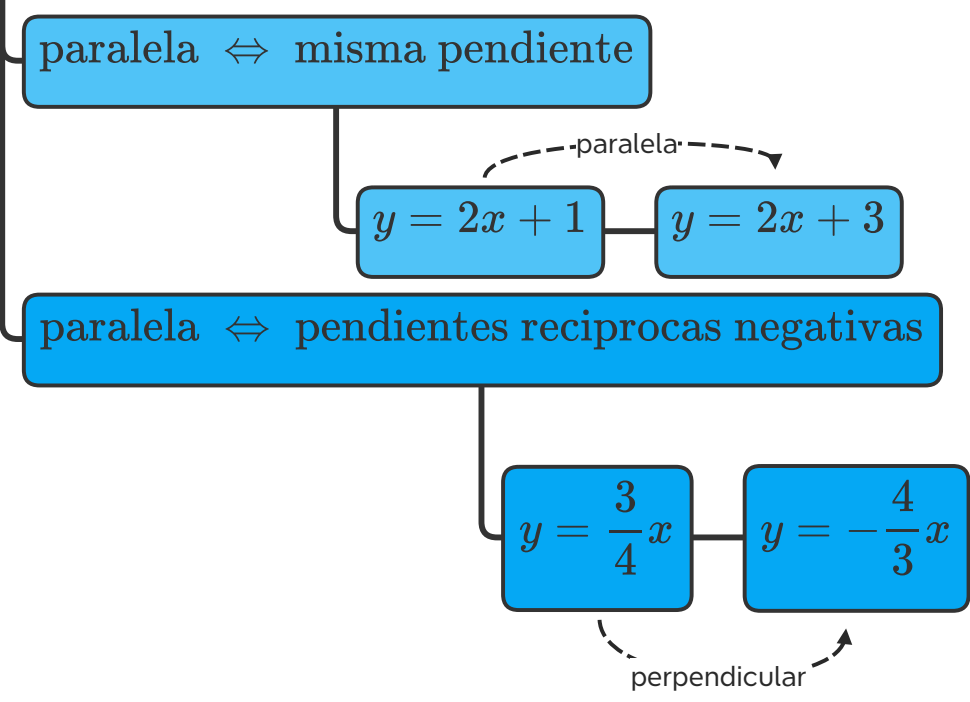 paralela ⇔ misma pendiente
paralela
y = 2x + 1
y = 2x + 3
paralela ⇔ pendientes reciprocas negativas
y = 3/4 x
y = -4/3 x
perpendicular